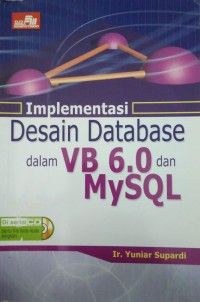 Implementasi
Desain Database
dalam VB 6.0 dan
MySQL
Ir. Yuniar Supardi